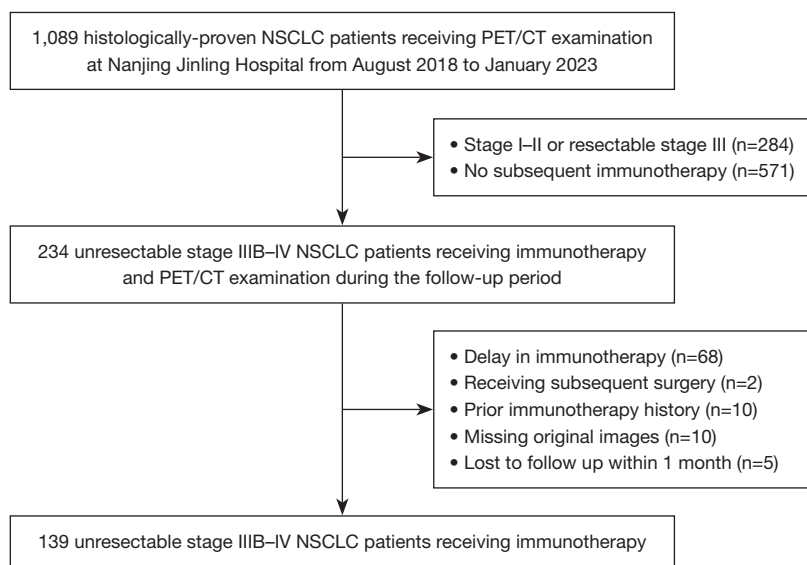 1,089 histologically-proven NSCLC patients receiving PET/CT examination
at Nanjing Jinling Hospital from August 2018 to January 2023
• Stage I–II or resectable stage III (n=284)
• No subsequent immunotherapy (n=571)
234 unresectable stage IIIB–IV NSCLC patients receiving immunotherapy
and PET/CT examination during the follow-up period
• Delay in immunotherapy (n=68)
• Receiving subsequent surgery (n=2)
• Prior immunotherapy history (n=10)
• Missing original images (n=10)
• Lost to follow up within 1 month (n=5)
139 unresectable stage IIIB–IV NSCLC patients receiving immunotherapy